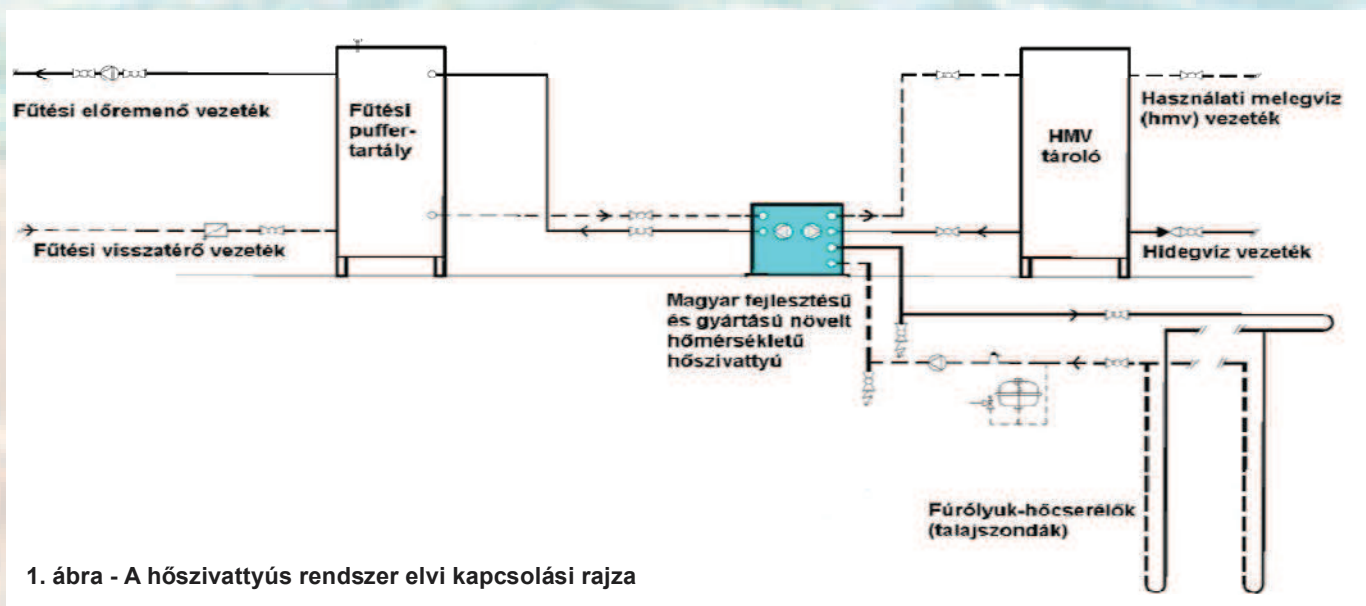 Fűtési előremenő vezeték
Fűtési
puffer-
tartály
HMV
tároló
Használati melegvíz
(hmv) vezeték
Fűtési visszatérő vezeték
Hidegvíz vezeték
Magyar fejlesztésű
és gyártású növelt
hőmérsékletű
hőszivattyú
Fúrólyuk-hőcserélők
(talajszondák)
1. ábra - A hőszivattyús rendszer elvi kapcsolási rajza